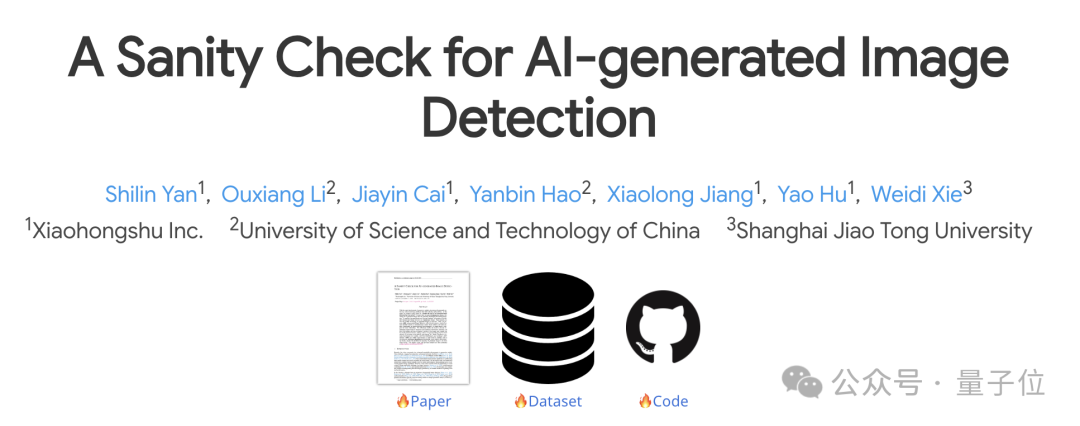 A Sanity Check for AI-generated Image
Detection
Shilin Yan1, Ouxiang Li2, Jiayin Cai1, Yanbin Hao2, Xiaolong Jiang1, Yao Hu1, Weidi Xie3
1Xiaohongshu Inc. 2University of Science and Technology of China 3Shanghai Jiao Tong University
🔥Paper 🔥Dataset 🔥Code
公众号 · 量子位